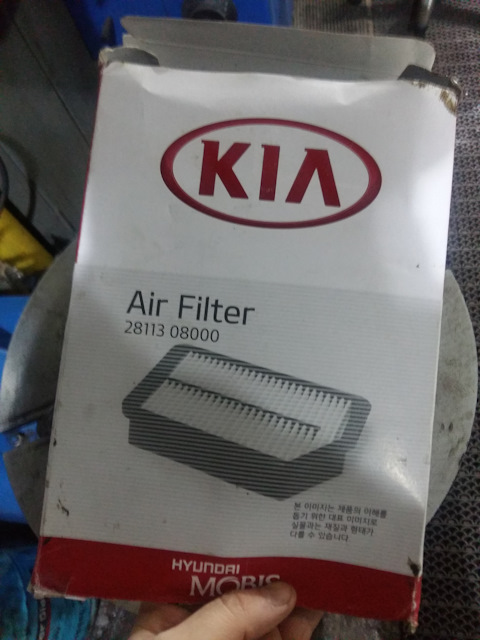 KIA
Air Filter
28113 08000
본 이미지는 제품의 이해를
돕기 위한 대표 이미지로
실물과는 재질과 형태가
다를 수 있습니다
HYUNDAI
MOBIS